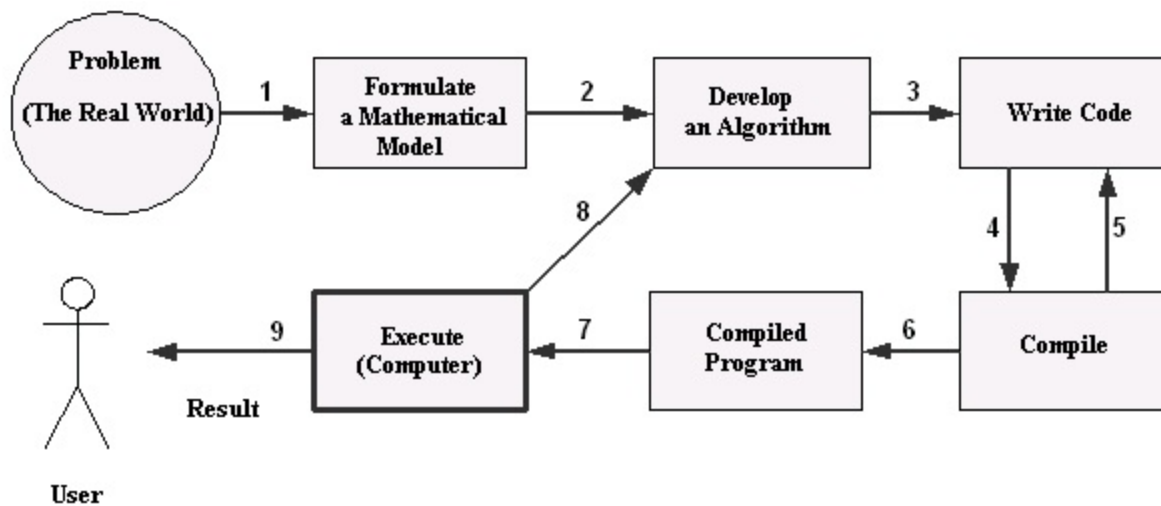 Problem
(The Real World)
1
Formulate
a Mathematical
Model
2
Develop
an Algorithm
3
Write Code
4
5
8
9
Result
User
Execute
(Computer)
7
Compiled
Program
6
Compile